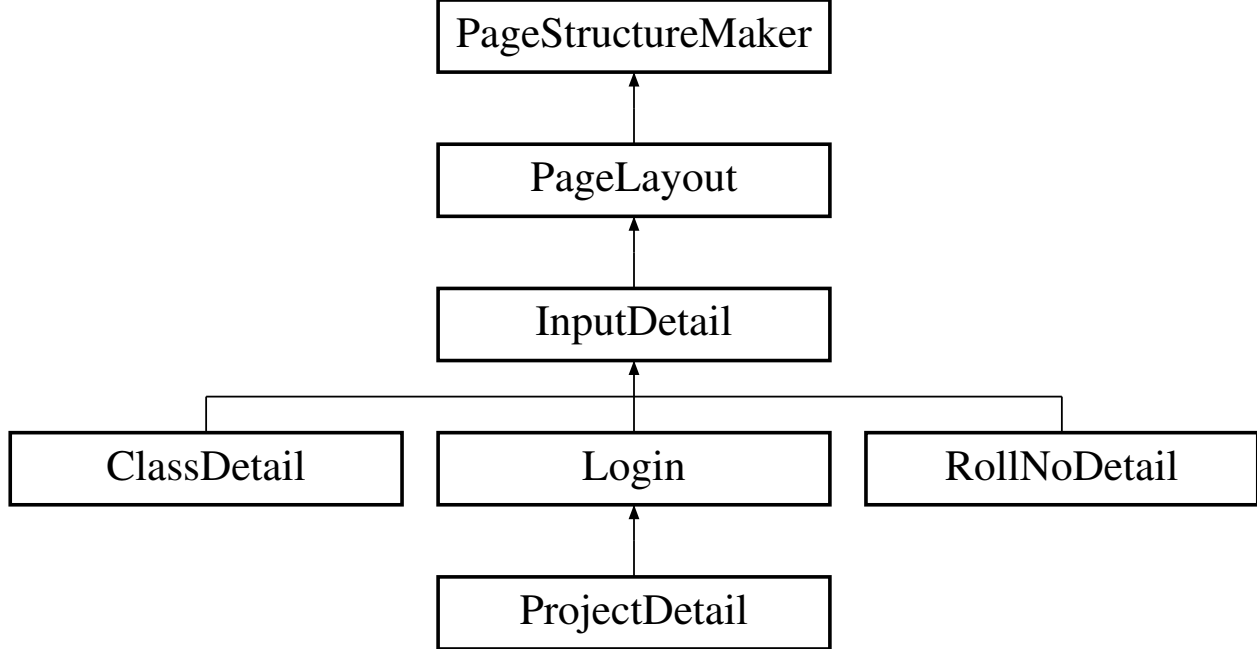 PageStructureMaker
PageLayout
InputDetail
ClassDetail
Login
RollNoDetail
ProjectDetail